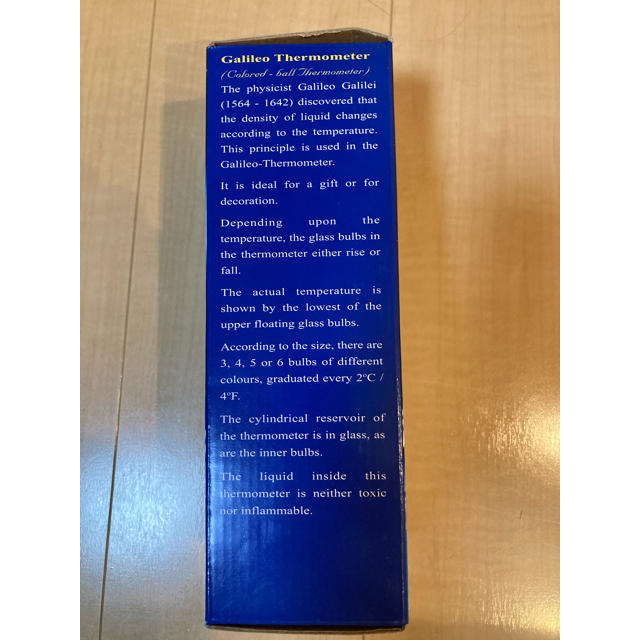 Galileo Thermometer
(Colored - ball Thermometer)
The physicist Galileo Galilei
(1564 - 1642) discovered that
the density of liquid changes
according to the temperature.
This principle is used in the
Galileo-Thermometer.
It is ideal for a gift or for
decoration.
Depending upon the
temperature, the glass bulbs in
the thermometer either rise or
fall.
The actual temperature is
shown by the lowest of the
upper floating glass bulbs.
According to the size, there are
3, 4, 5 or 6 bulbs of different
colours, graduated every 2ºC /
4ºF.
The cylindrical reservoir of
the thermometer is in glass, as
are the inner bulbs.
The liquid inside this
thermometer is neither toxic
nor inflammable.